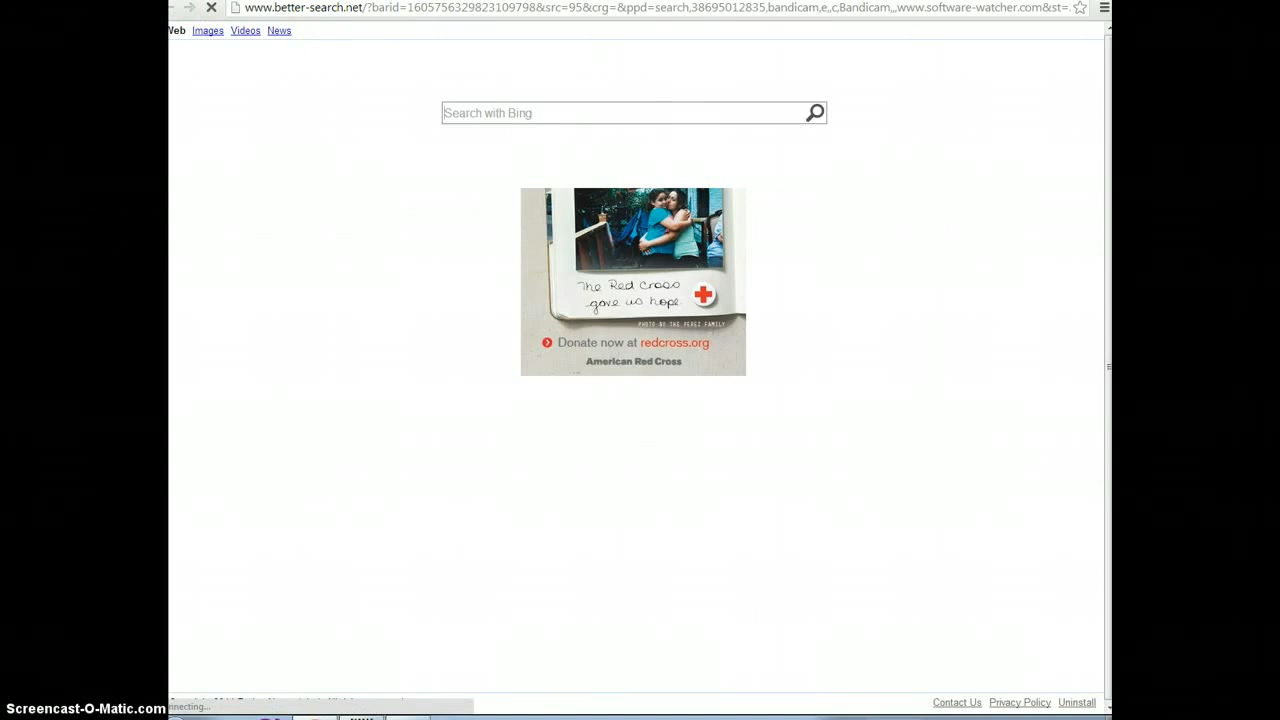 www.better-search.net/?barid=1605756329823109798&src=95&crg=&ppd=search,38695012835,bandicam,e,,c,Bandicam,,,www.software-watcher.com&st=.
Web Images Videos News
Search with Bing
The Red Cross
gave us hope.
PHOTO BY THE PEREZ FAMILY
Donate now at redcross.org
American Red Cross
Contact Us Privacy Policy Uninstall
nnecting...
Screencast-O-Matic.com